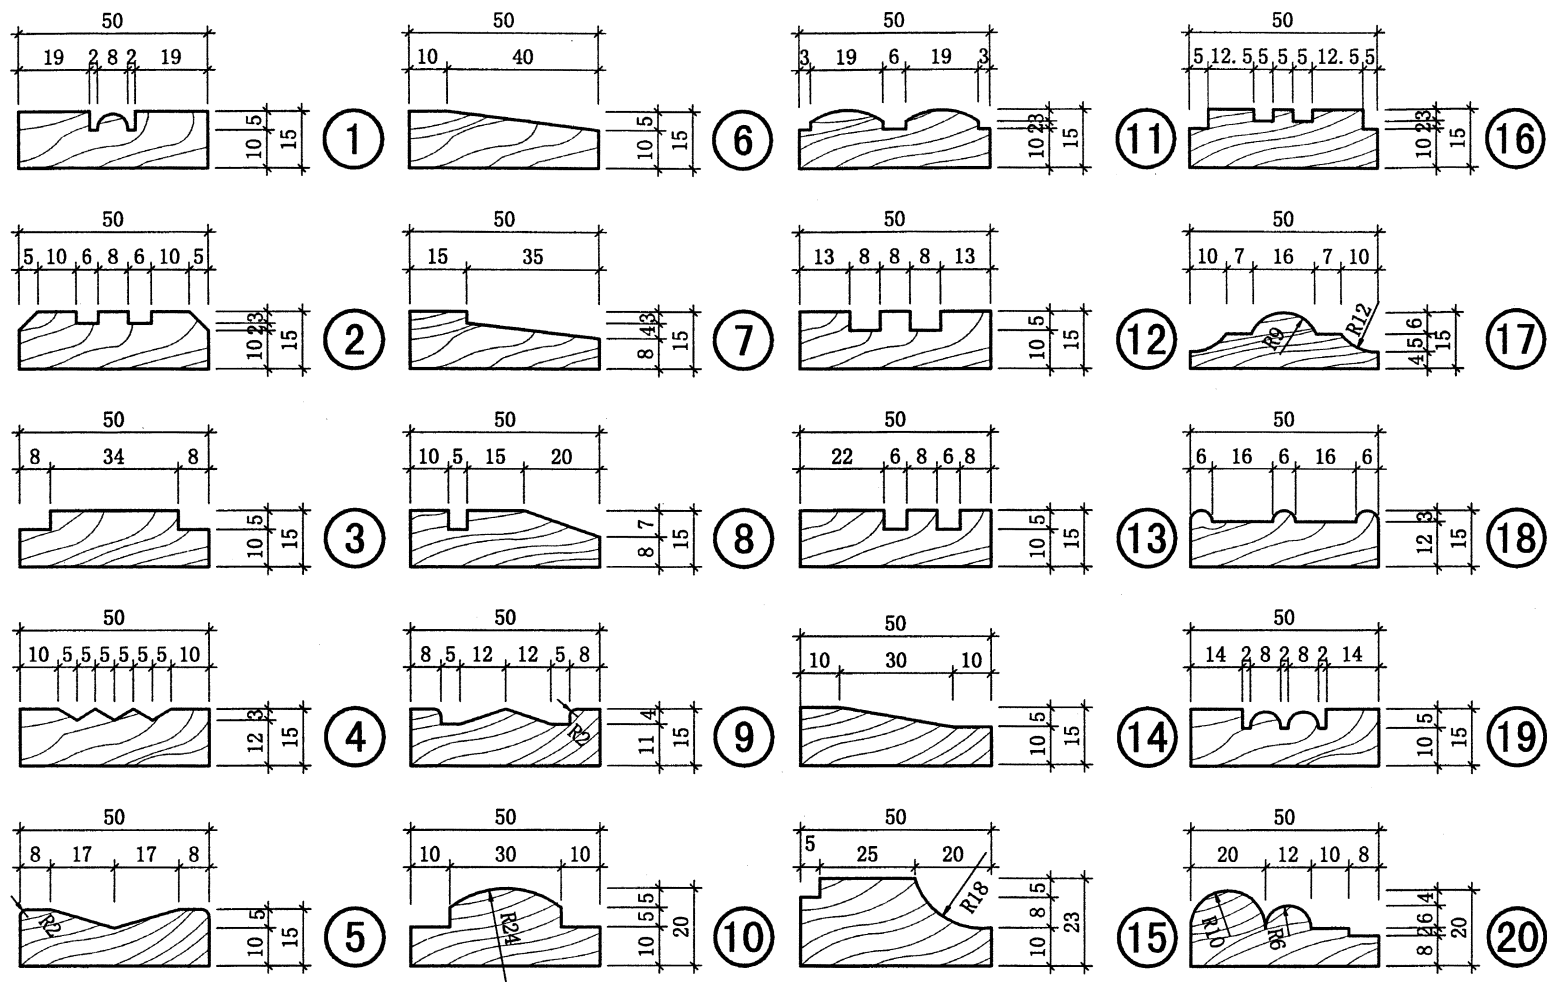 50 50 50 50
19 2 8 2 19 10 40 3 19 6 19 3 5 12.5 5 5 5 12.5 5
5 10 15 ① 5 10 15 ⑥ 3 2 10 15 ⑪ 3 2 10 15 ⑯
50 50 50 50
5 10 6 8 6 10 5 15 35 13 8 8 8 13 10 7 16 7 10
3 2 10 15 ② 3 4 8 15 ⑦ 5 10 15 ⑫ R9 R12 6 5 4 15 ⑰
50 50 50 50
8 34 8 10 5 15 20 22 6 8 6 8 6 16 6 16 6
5 10 15 ③ 7 8 15 ⑧ 5 10 15 ⑬ 3 12 15 ⑱
50 50 50 50
10 5 5 5 5 5 5 10 8 5 12 12 5 8 10 30 10 14 2 8 2 8 2 14
3 12 15 ④ R2 4 11 15 ⑨ 5 10 15 ⑭ 5 10 15 ⑲
50 50 50 50
8 17 17 8 10 30 10 5 25 20 20 12 10 8
R2 5 10 15 ⑤ R24 5 5 10 20 ⑩ R18 5 8 10 23 ⑮ R10 R6 4 6 2 8 20 ⑳